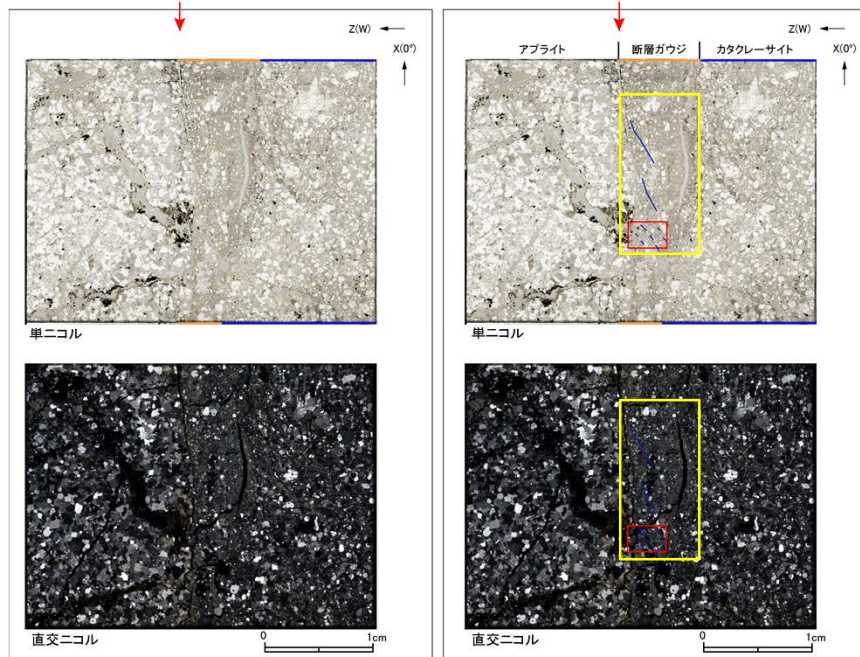 Z(W)
X(0°)
単ニコル
直交ニコル
0
1cm
Z(W)
X(0°)
アプライト
断層ガウジ
カタクレーサイト
単ニコル
直交ニコル
0
1cm